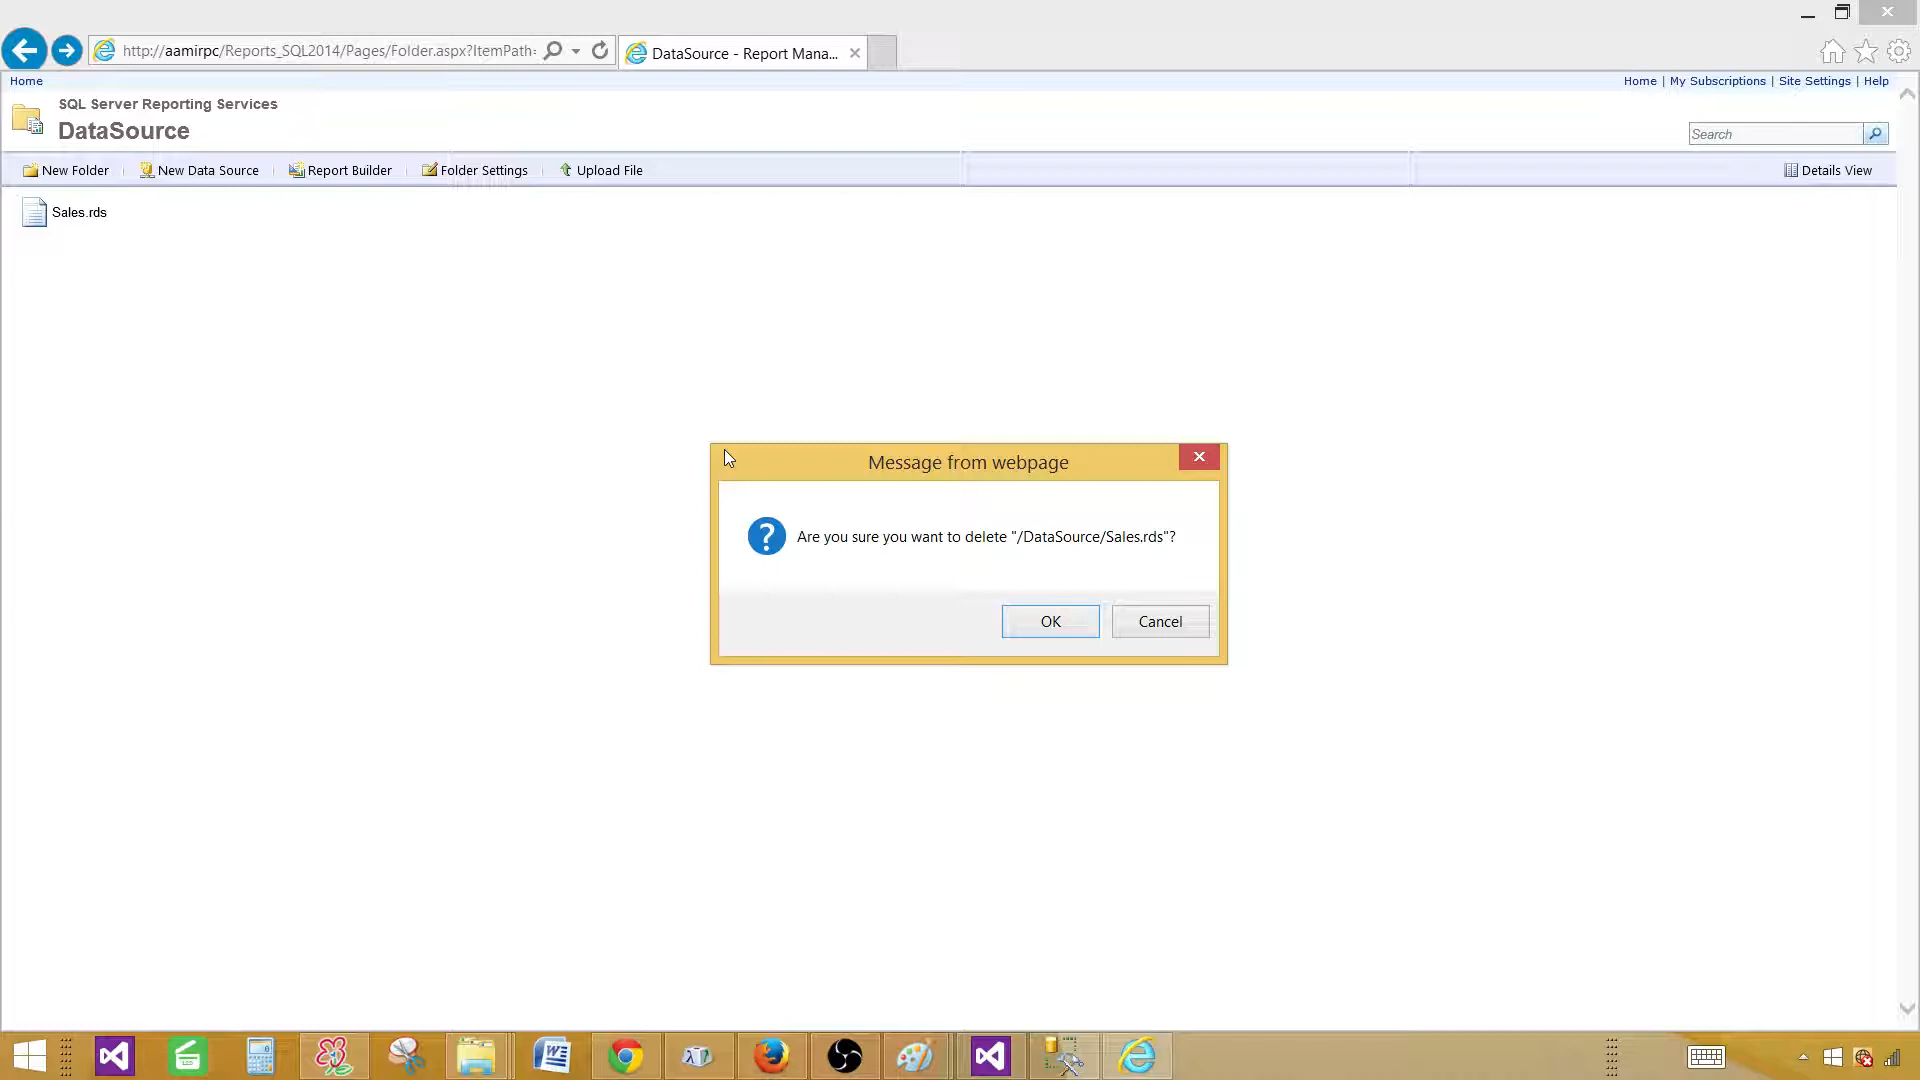 http://aamirpc/Reports_SQL2014/Pages/Folder.aspx?ItemPath=
DataSource - Report Mana...
Home
Home | My Subscriptions | Site Settings | Help
SQL Server Reporting Services
DataSource
Search
New Folder
New Data Source
Report Builder
Folder Settings
Upload File
Details View
Sales.rds
Message from webpage
Are you sure you want to delete "/DataSource/Sales.rds"?
OK
Cancel